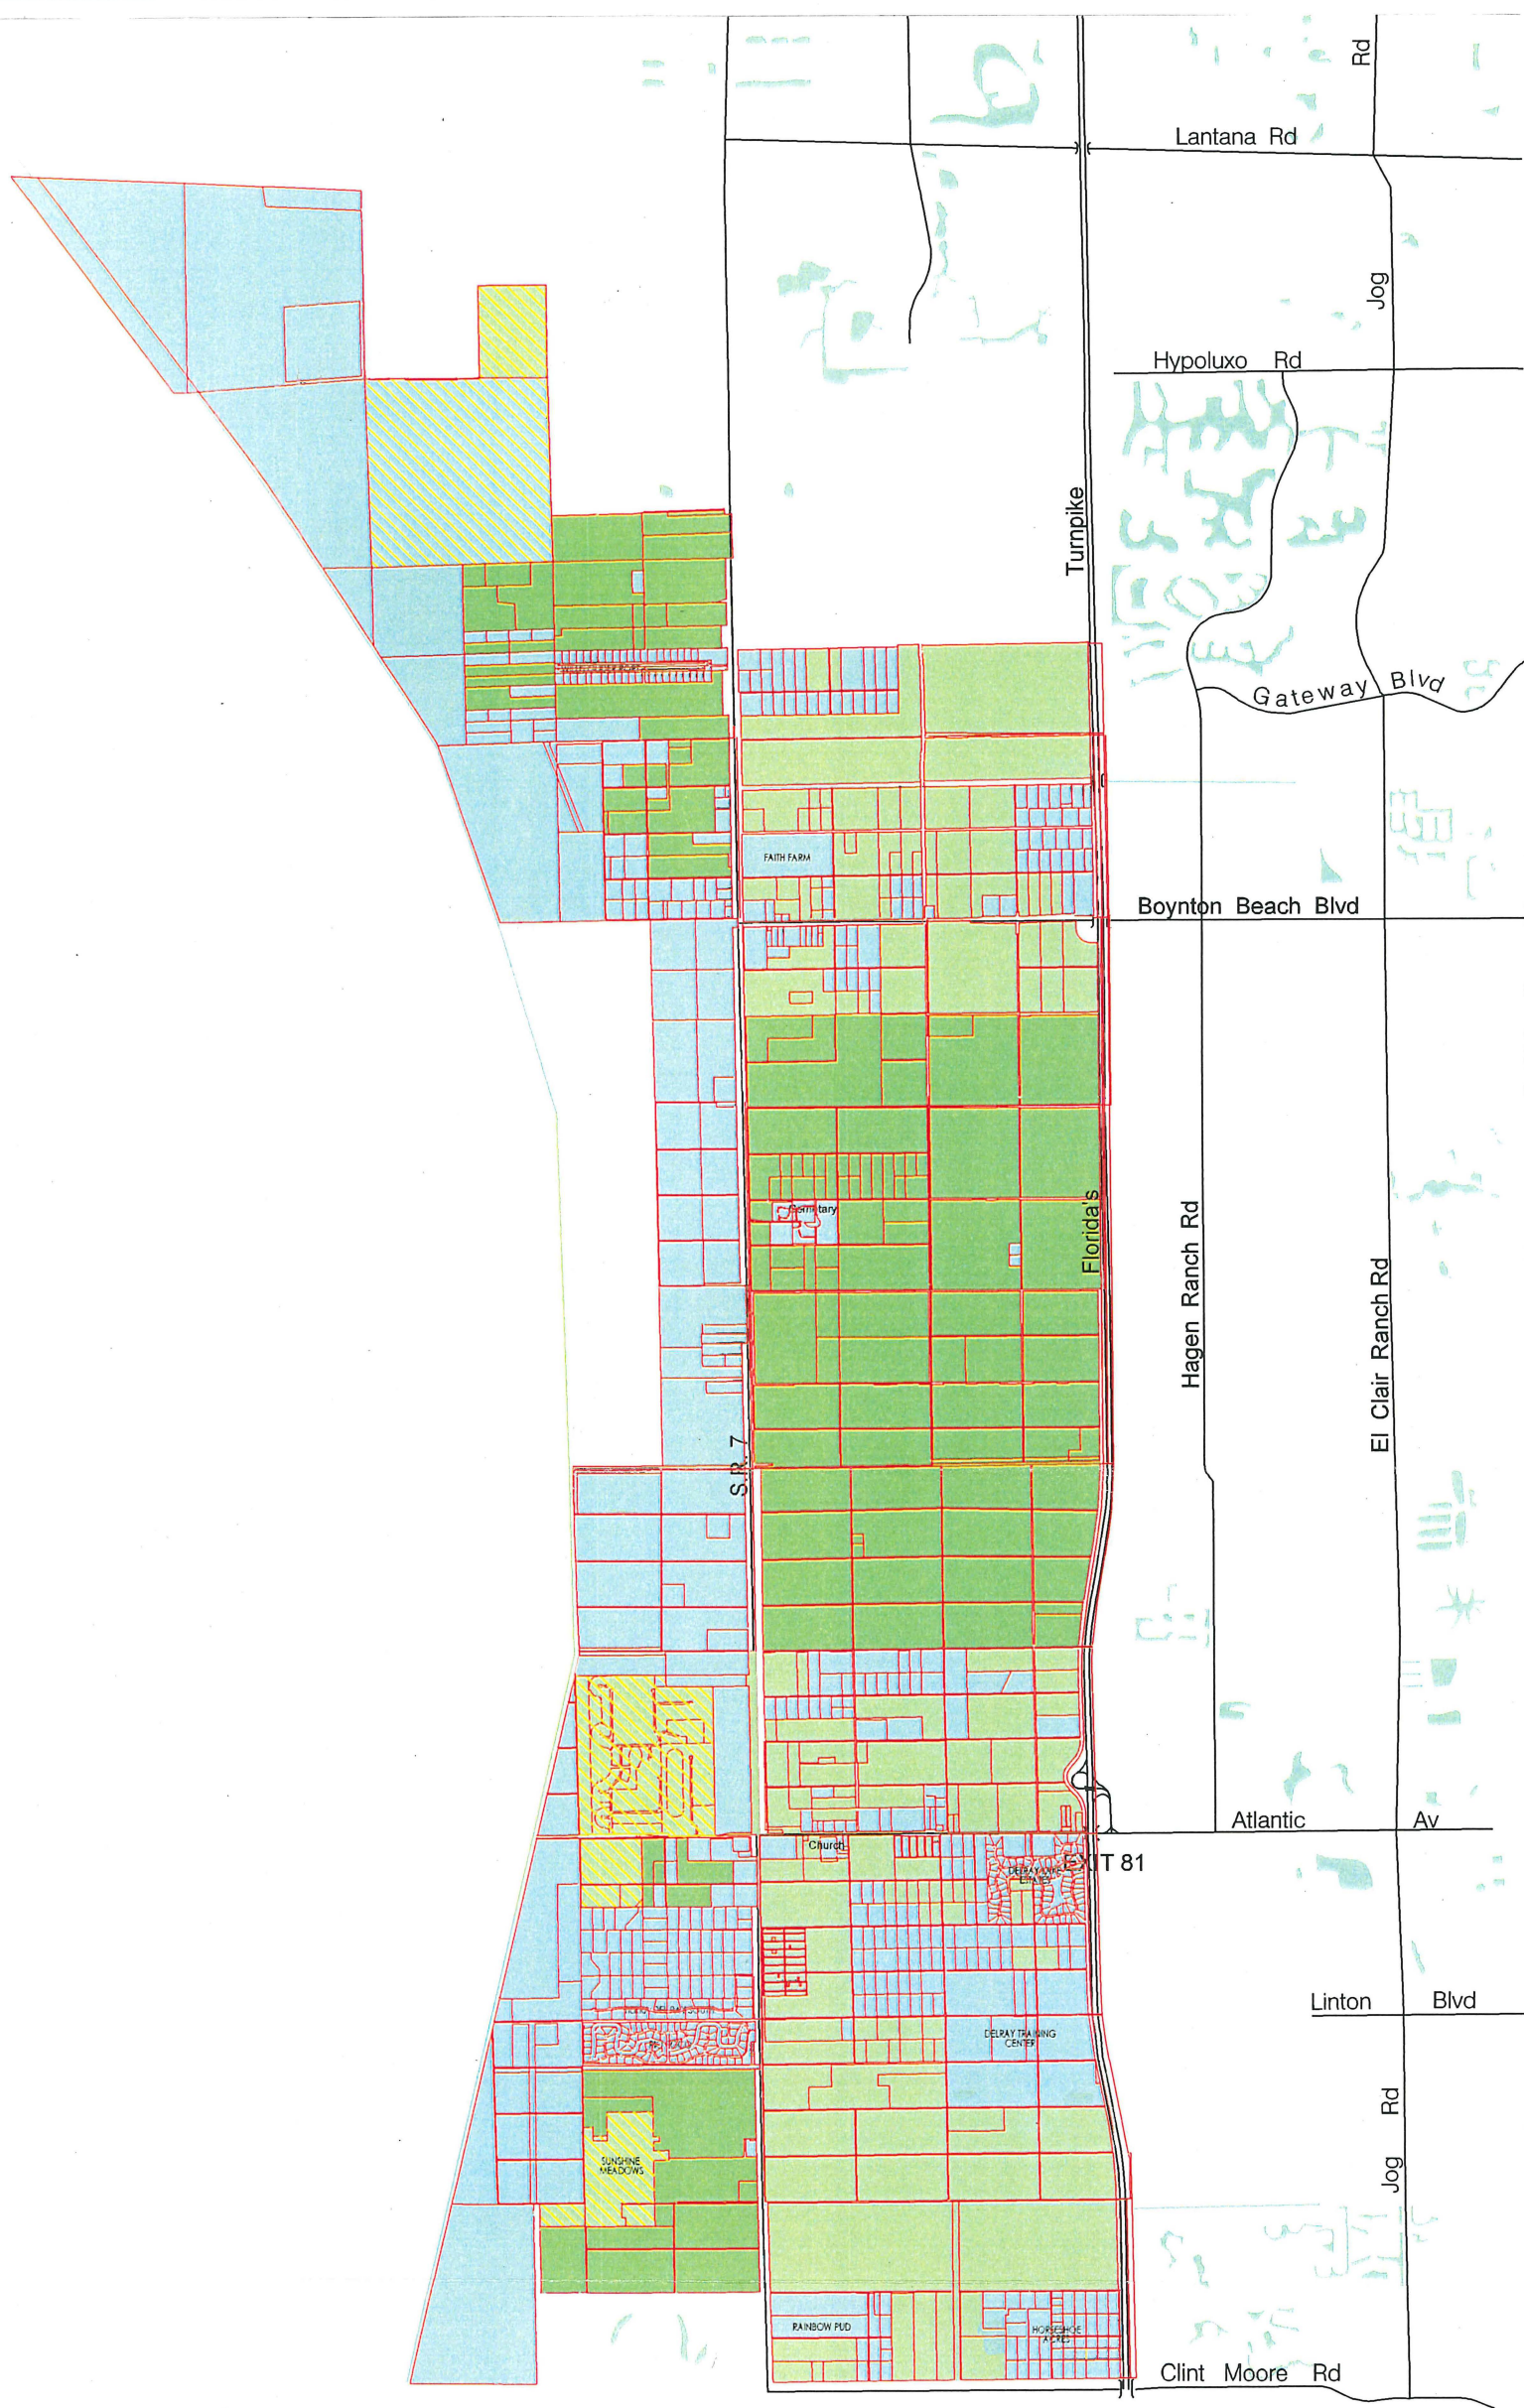 Rd
Lantana Rd
Jog
Hypoluxo Rd
Turnpike
Gateway Blvd
FAITH FARM
Boynton Beach Blvd
Cemetary
Florida's
Hagen Ranch Rd
El Clair Ranch Rd
S.R. 7
Atlantic Av
Church
EXIT 81
DELRAY
ESTATES
Linton Blvd
DELRAY TRAINING
CENTER
Rd
Jog
SUNSHINE
MEADOWS
RAINBOW PUD
HORSESHOE
ACRES
Clint Moore Rd